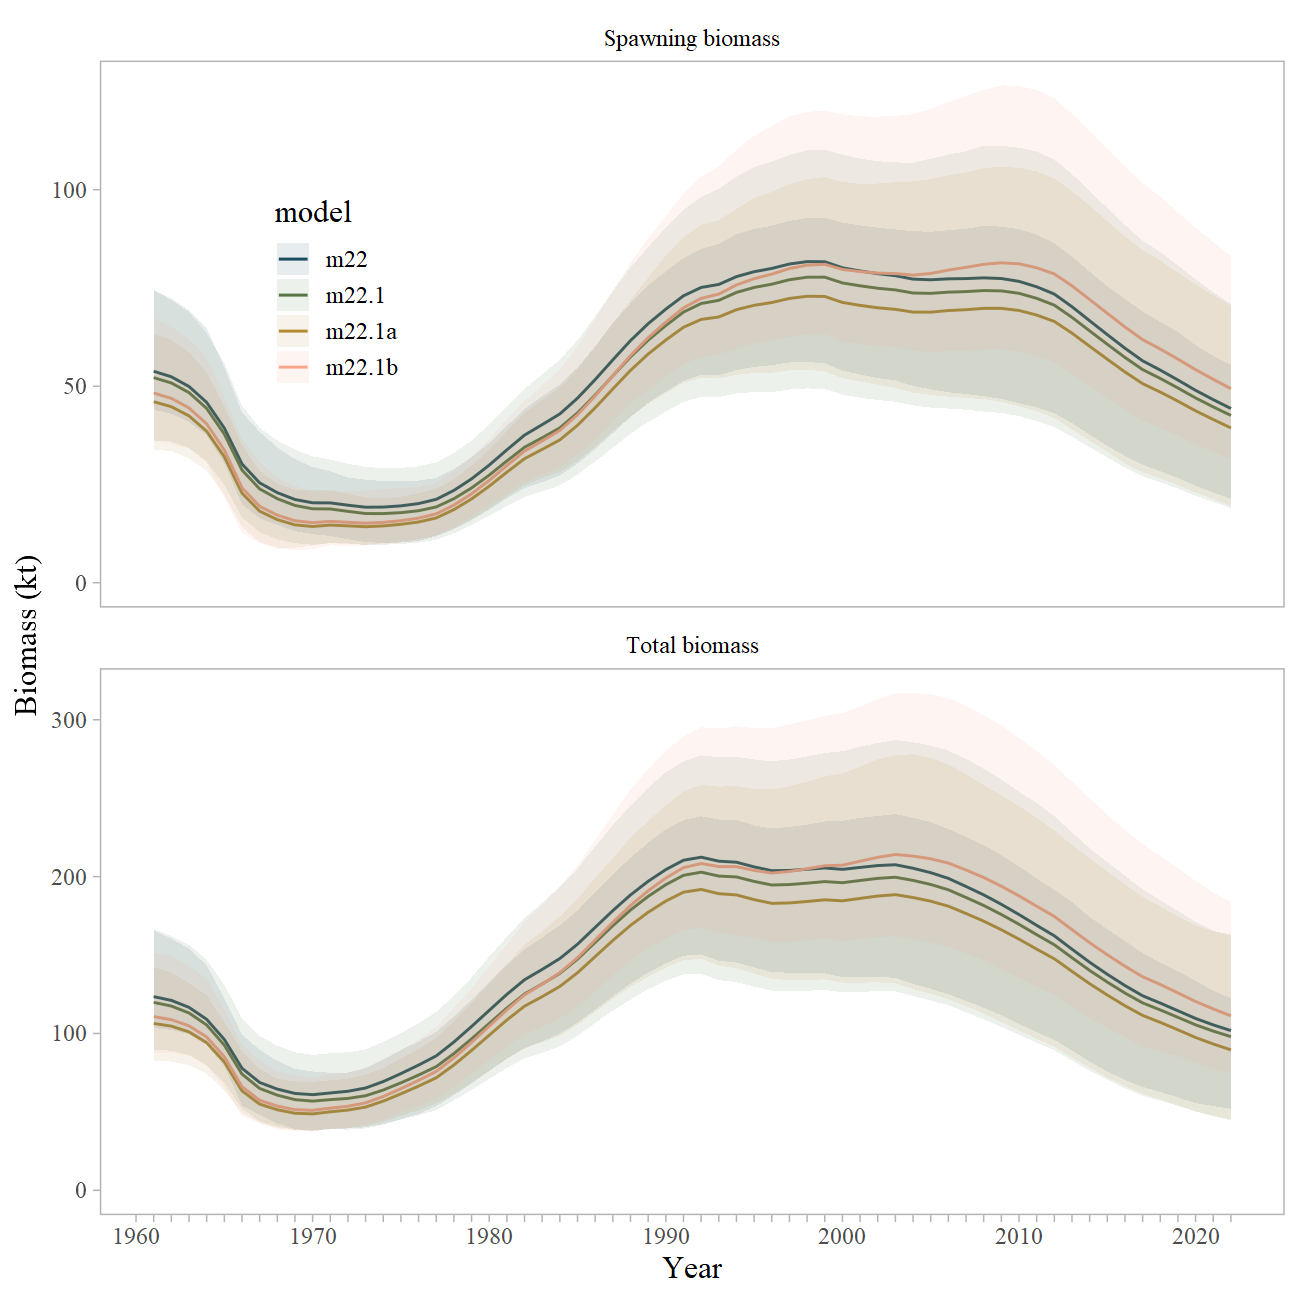 Spawning biomass
100
50
0
model
m22
m22.1
m22.1a
m22.1b
Biomass (kt)
Total biomass
300
200
100
0
1960 1970 1980 1990 2000 2010 2020
Year